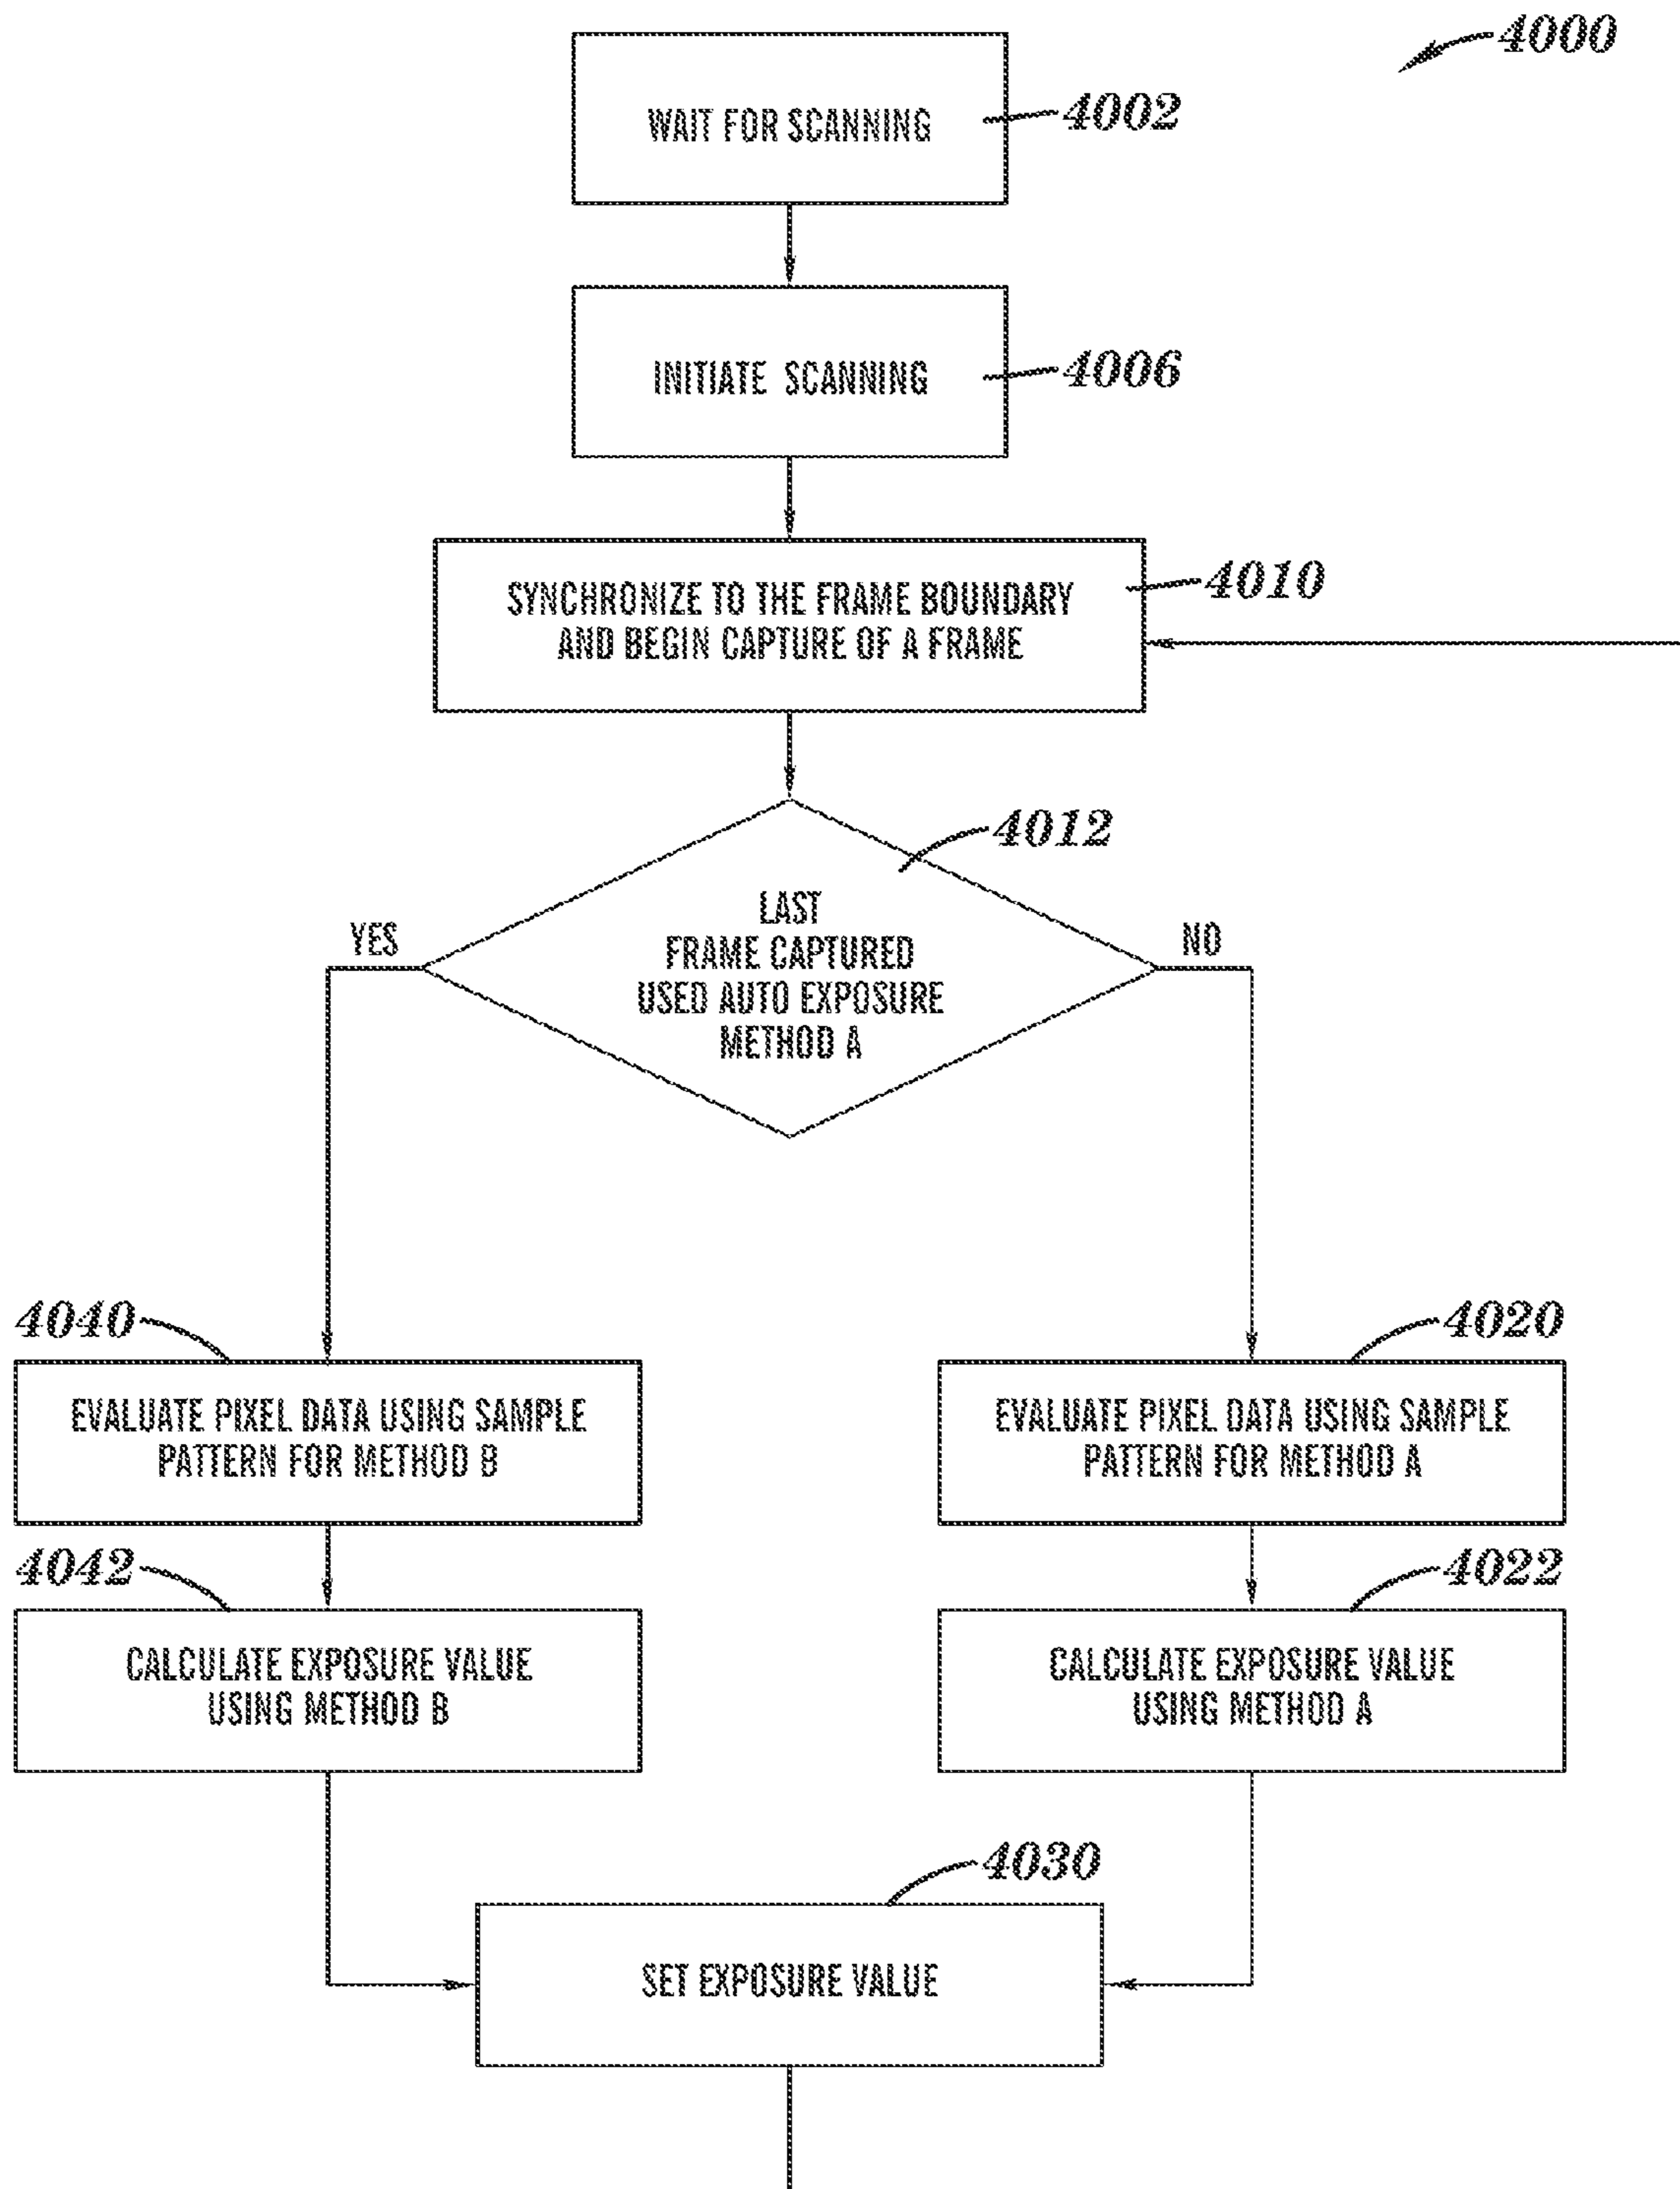 4000
WAIT FOR SCANNING
4002
INITIATE SCANNING
4006
SYNCHRONIZE TO THE FRAME BOUNDARY
AND BEGIN CAPTURE OF A FRAME
4010
4012
LAST
FRAME CAPTURED
USED AUTO EXPOSURE
METHOD A
YES
NO
4040
EVALUATE PIXEL DATA USING SAMPLE
PATTERN FOR METHOD B
4020
EVALUATE PIXEL DATA USING SAMPLE
PATTERN FOR METHOD A
4042
CALCULATE EXPOSURE VALUE
USING METHOD B
4022
CALCULATE EXPOSURE VALUE
USING METHOD A
4030
SET EXPOSURE VALUE